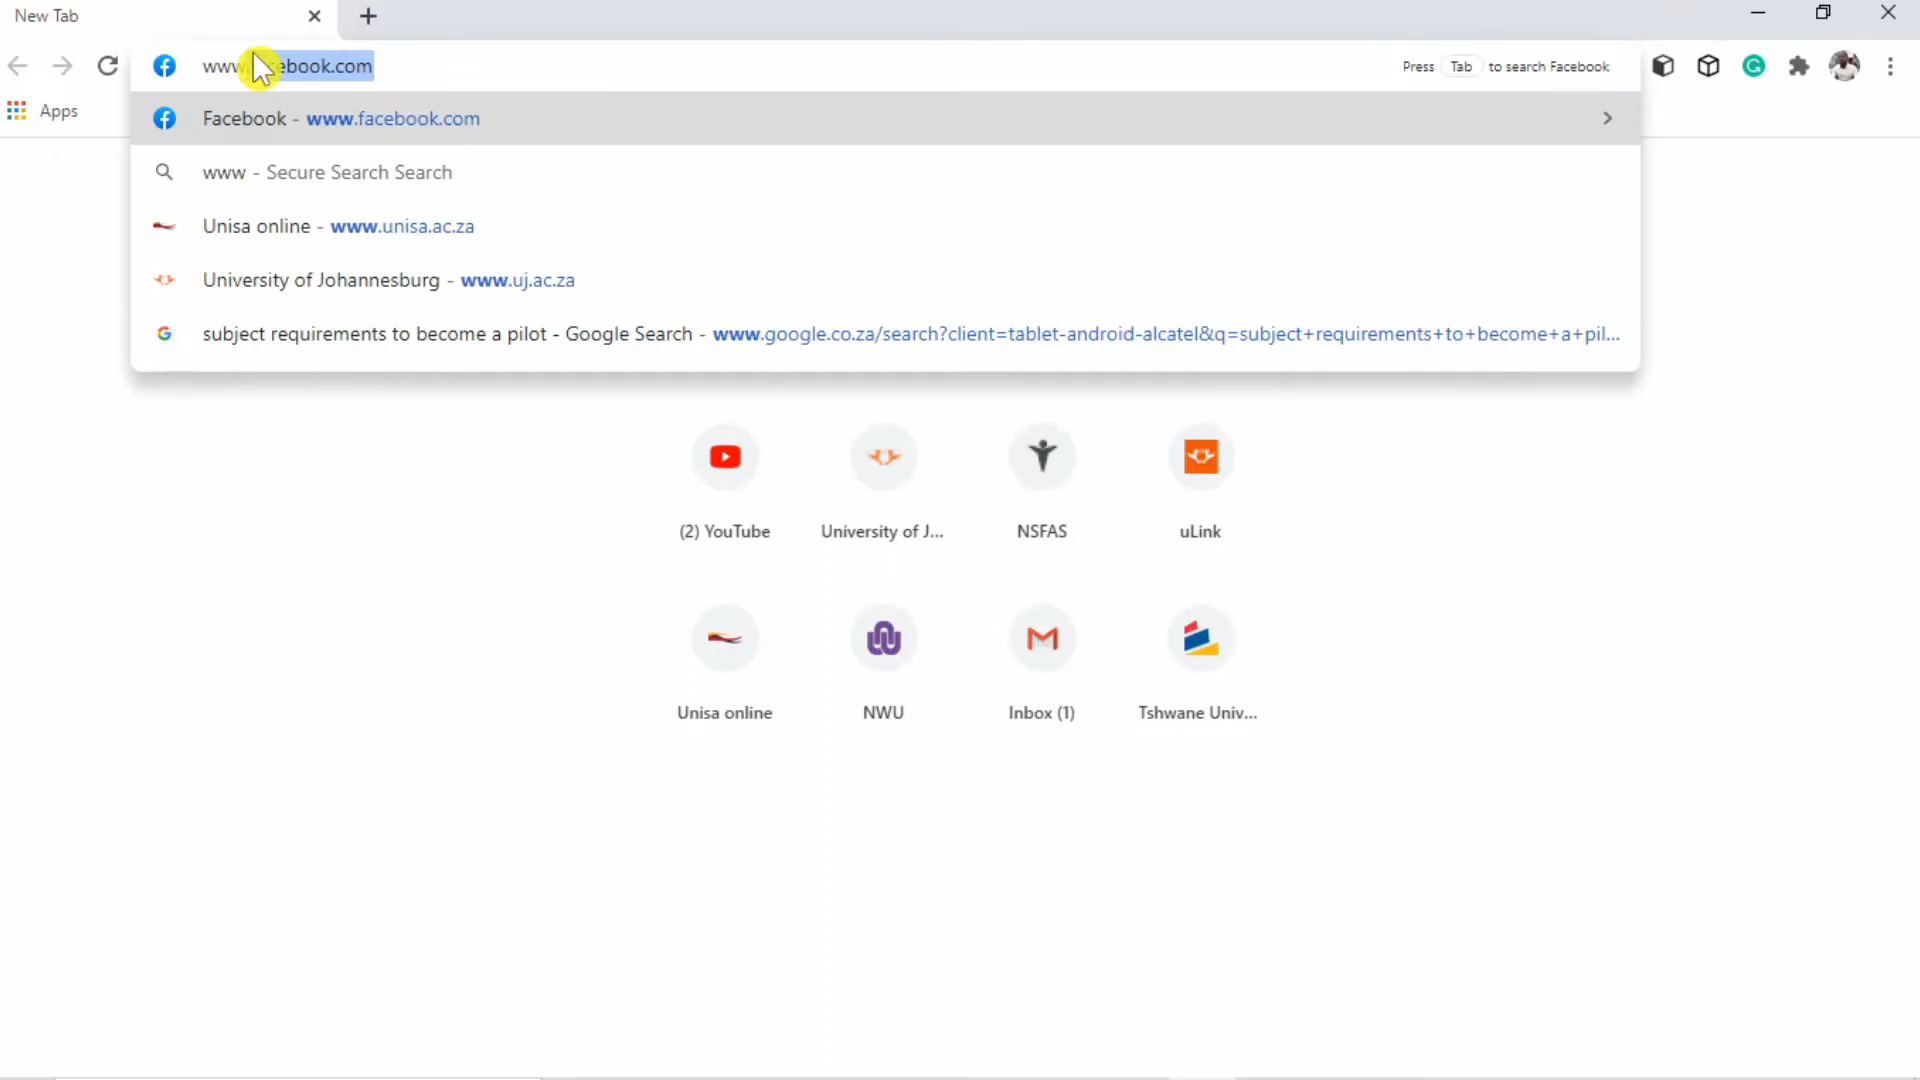 New Tab
www.facebook.com
Press Tab to search Facebook
Apps
Facebook - www.facebook.com
www - Secure Search Search
Unisa online - www.unisa.ac.za
University of Johannesburg - www.uj.ac.za
subject requirements to become a pilot - Google Search - www.google.co.za/search?client=tablet-android-alcatel&q=subject+requirements+to+become+a+pil...
(2) YouTube
University of J...
NSFAS
uLink
Unisa online
NWU
Inbox (1)
Tshwane Univ...